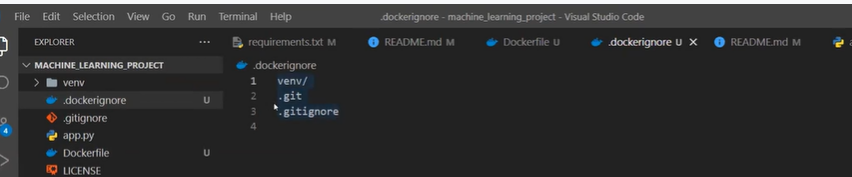 File Edit Selection View Go Run Terminal Help .dockerignore - machine_learning_project - Visual Studio Code
EXPLORER ... requirements.txt M README.md M Dockerfile U .dockerignore U X README.md M
MACHINE_LEARNING_PROJECT .dockerignore
venv 1 venv/
.dockerignore U 2 .git
.gitignore 3 .gitignore
4 app.py 4
Dockerfile U
LICENSE